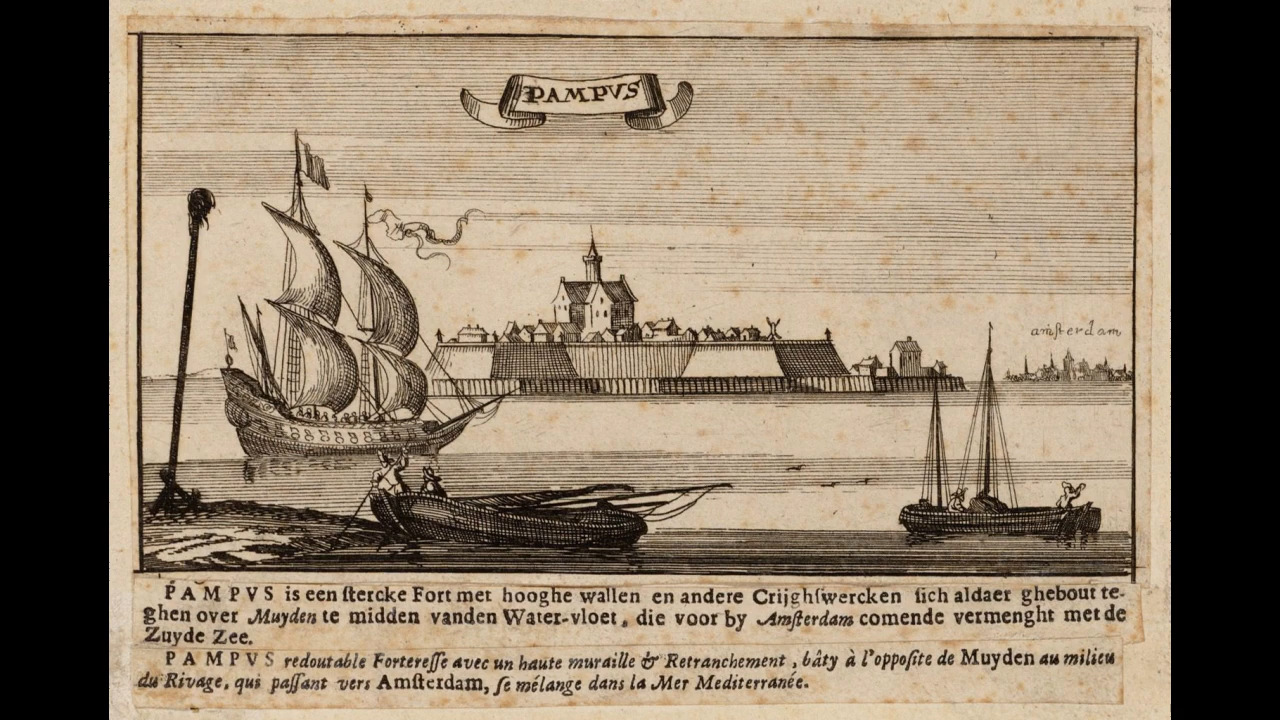 PAMPVS
amsterdam
PAMPVS is een stercke Fort met hooghe wallen en andere Crijghſwercken ſich aldaer ghebout te-
ghen over Muyden te midden vanden Water-vloet, die voor by Amſterdam comende vermenght met de
Zuyde Zee.
PAMPVS redoutable Fortereſſe avec un haute muraille & Retranchement, bâty à l'oppoſite de Muyden au milieu
du Rivage, qui paſſant vers Amſterdam, ſe mélange dans la Mer Mediterranée.